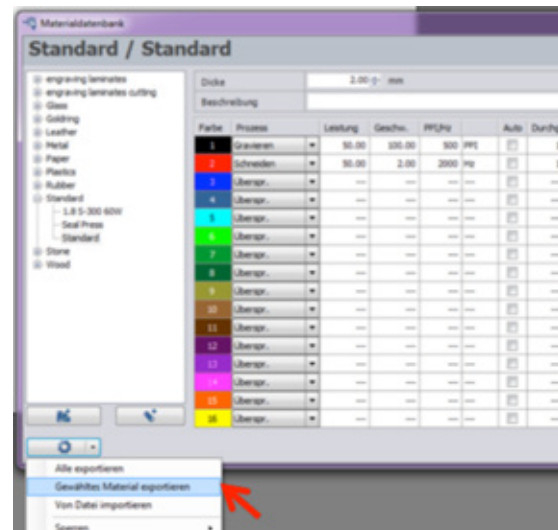 Materialdatenbank
Standard / Standard
engraving laminates
engraving laminates cutting
Glass
Goldring
Leather
Metal
Paper
Plastics
Rubber
Standard
1.8 S-300 60W
Seal Press
Standard
Stone
Wood
Dicke 2.00 mm
Beschreibung
Farbe Prozess Leistung Geschw. PPI/Hz Auto Durchg
1 Gravieren 50.00 100.00 500 PPI
2 Schneiden 50.00 2.00 2000 Hz
3 Überspr.. --- --- --- ---
4 Überspr.. --- --- --- ---
5 Überspr.. --- --- --- ---
6 Überspr.. --- --- --- ---
7 Überspr.. --- --- --- ---
8 Überspr.. --- --- --- ---
9 Überspr.. --- --- --- ---
10 Überspr.. --- --- --- ---
11 Überspr.. --- --- --- ---
12 Überspr.. --- --- --- ---
13 Überspr.. --- --- --- ---
14 Überspr.. --- --- --- ---
15 Überspr.. --- --- --- ---
16 Überspr.. --- --- --- ---
Alle exportieren
Gewähltes Material exportieren
Von Datei importieren
Sperren